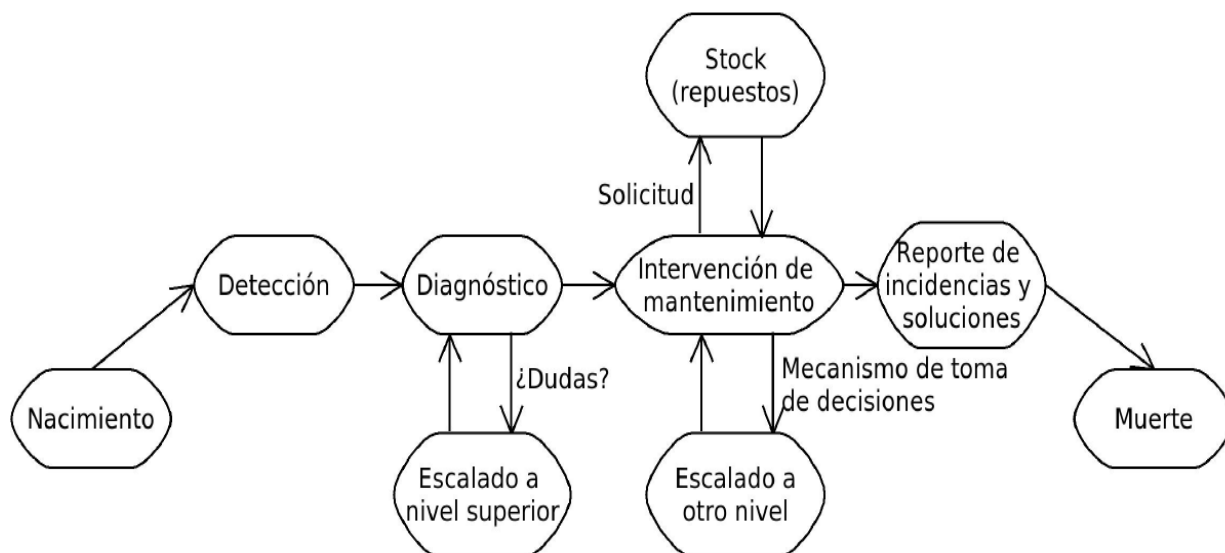 Stock
(repuestos)
Solicitud
Reporte de
incidencias y
soluciones
Detección
Diagnóstico
Intervención de
mantenimiento
¿Dudas?
Mecanismo de toma
de decisiones
Nacimiento
Muerte
Escalado a
nivel superior
Escalado a
otro nivel